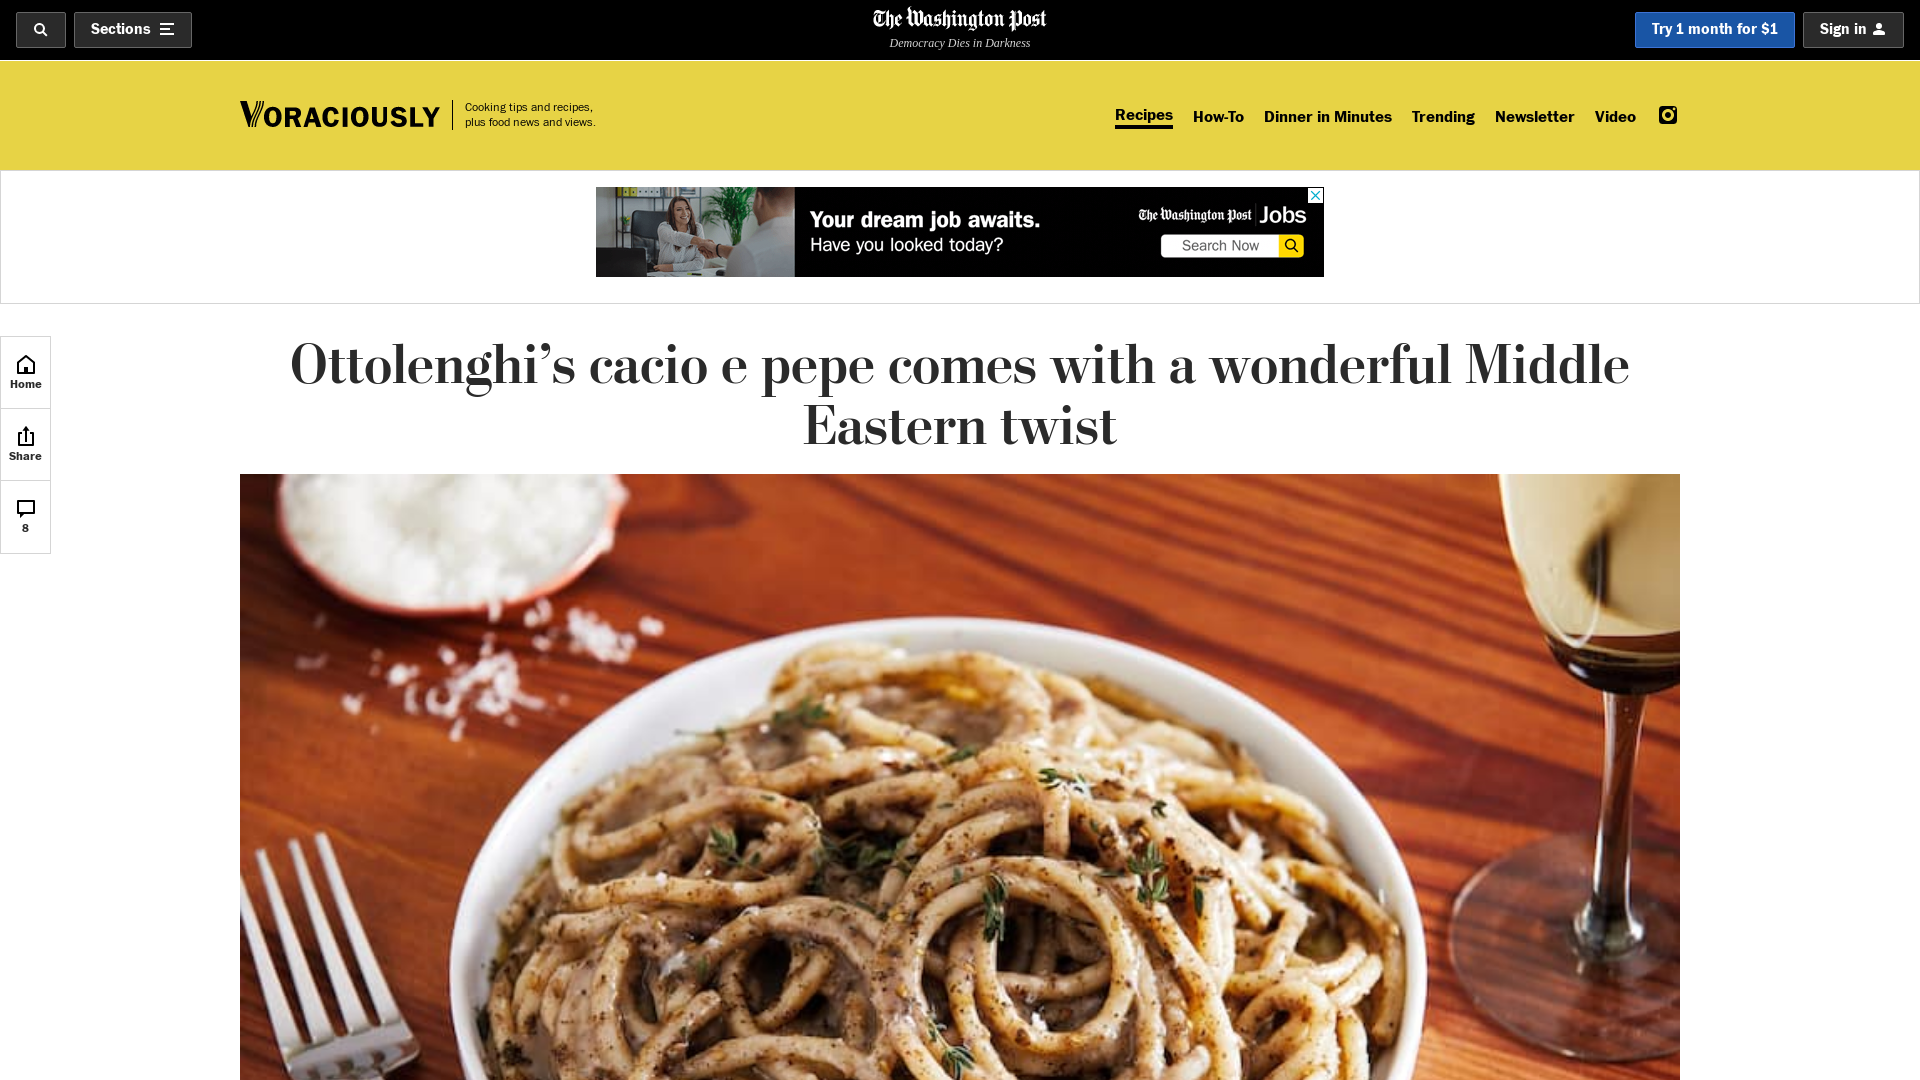 Sections
The Washington Post
Democracy Dies in Darkness
Try 1 month for $1
Sign in
VORACIOUSLY
Cooking tips and recipes,
plus food news and views.
Recipes
How-To
Dinner in Minutes
Trending
Newsletter
Video
Your dream job awaits.
Have you looked today?
The Washington Post
Jobs
Search Now
Home
Share
8
Ottolenghi’s cacio e pepe comes with a wonderful Middle
Eastern twist